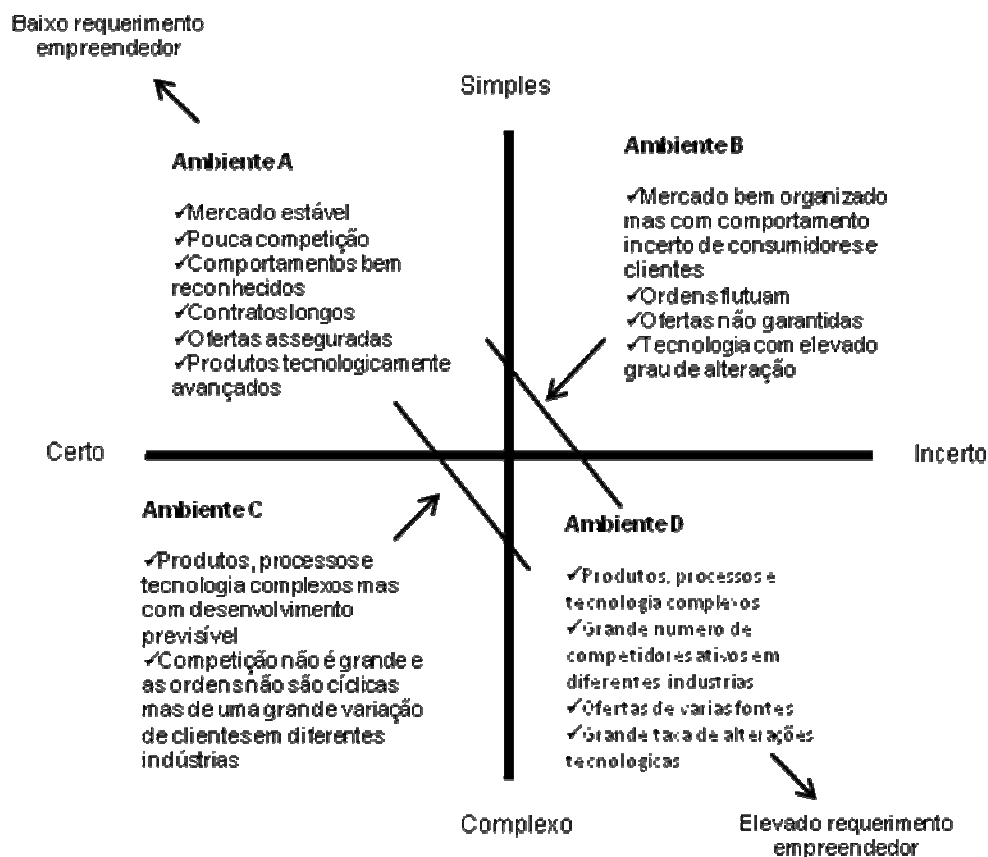 Baixo requerimento
empreendedor
Simples
Ambiente A
✓Mercado estável
✓Pouca competição
✓Comportamentos bem
reconhecidos
✓Contratos longos
✓Ofertas asseguradas
✓Produtos tecnologicamente
avançados
Ambiente B
✓Mercado bem organizado
mas com comportamento
incerto de consumidores e
clientes
✓Ordens flutuam
✓Ofertas não garantidas
✓Tecnologia com elevado
grau de alteração
Certo
Incerto
Ambiente C
✓Produtos, processos e
tecnologia complexos mas
com desenvolvimento
previsível
✓Competição não é grande e
as ordens não são cíclicas
mas de uma grande variação
de clientes em diferentes
indústrias
Ambiente D
✓Produtos, processos e
tecnologia complexos
✓Grande numero de
competidores ativos em
diferentes industrias
✓Ofertas de varias fontes
✓Grande taxa de alterações
tecnologicas
Complexo
Elevado requerimento
empreendedor